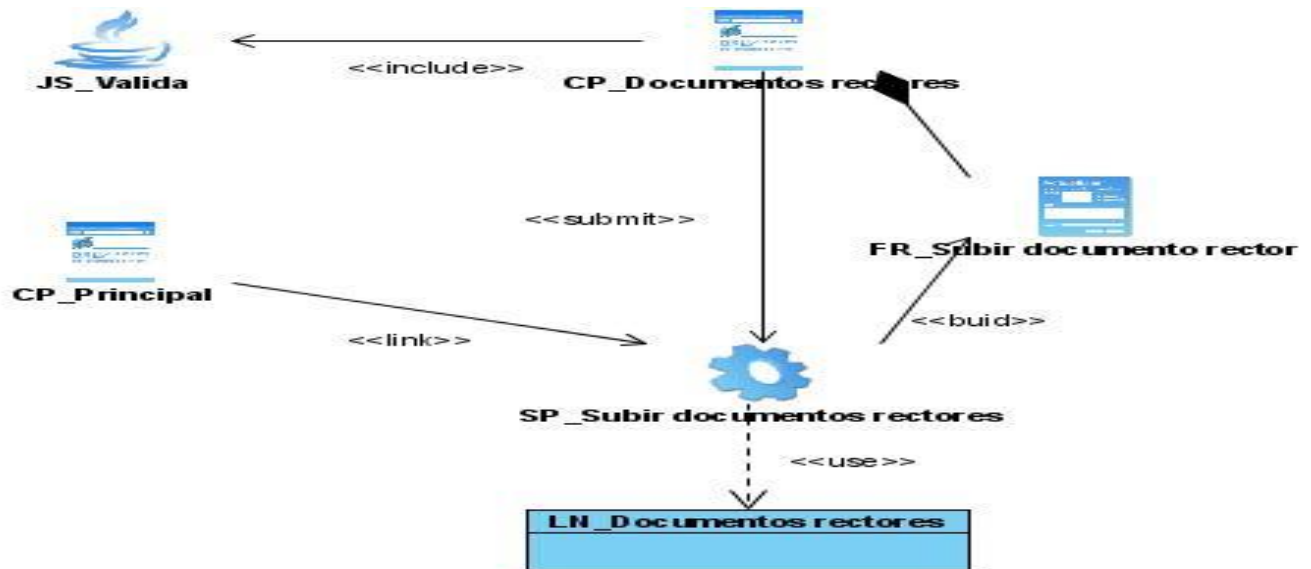 <<include>>
JS_Valida
CP_Documentos rectores
<<submit>>
FR_Subir documento rector
CP_Principal
<<buid>>
<<link>>
SP_Subir documentos rectores
<<use>>
LN_Documentos rectores